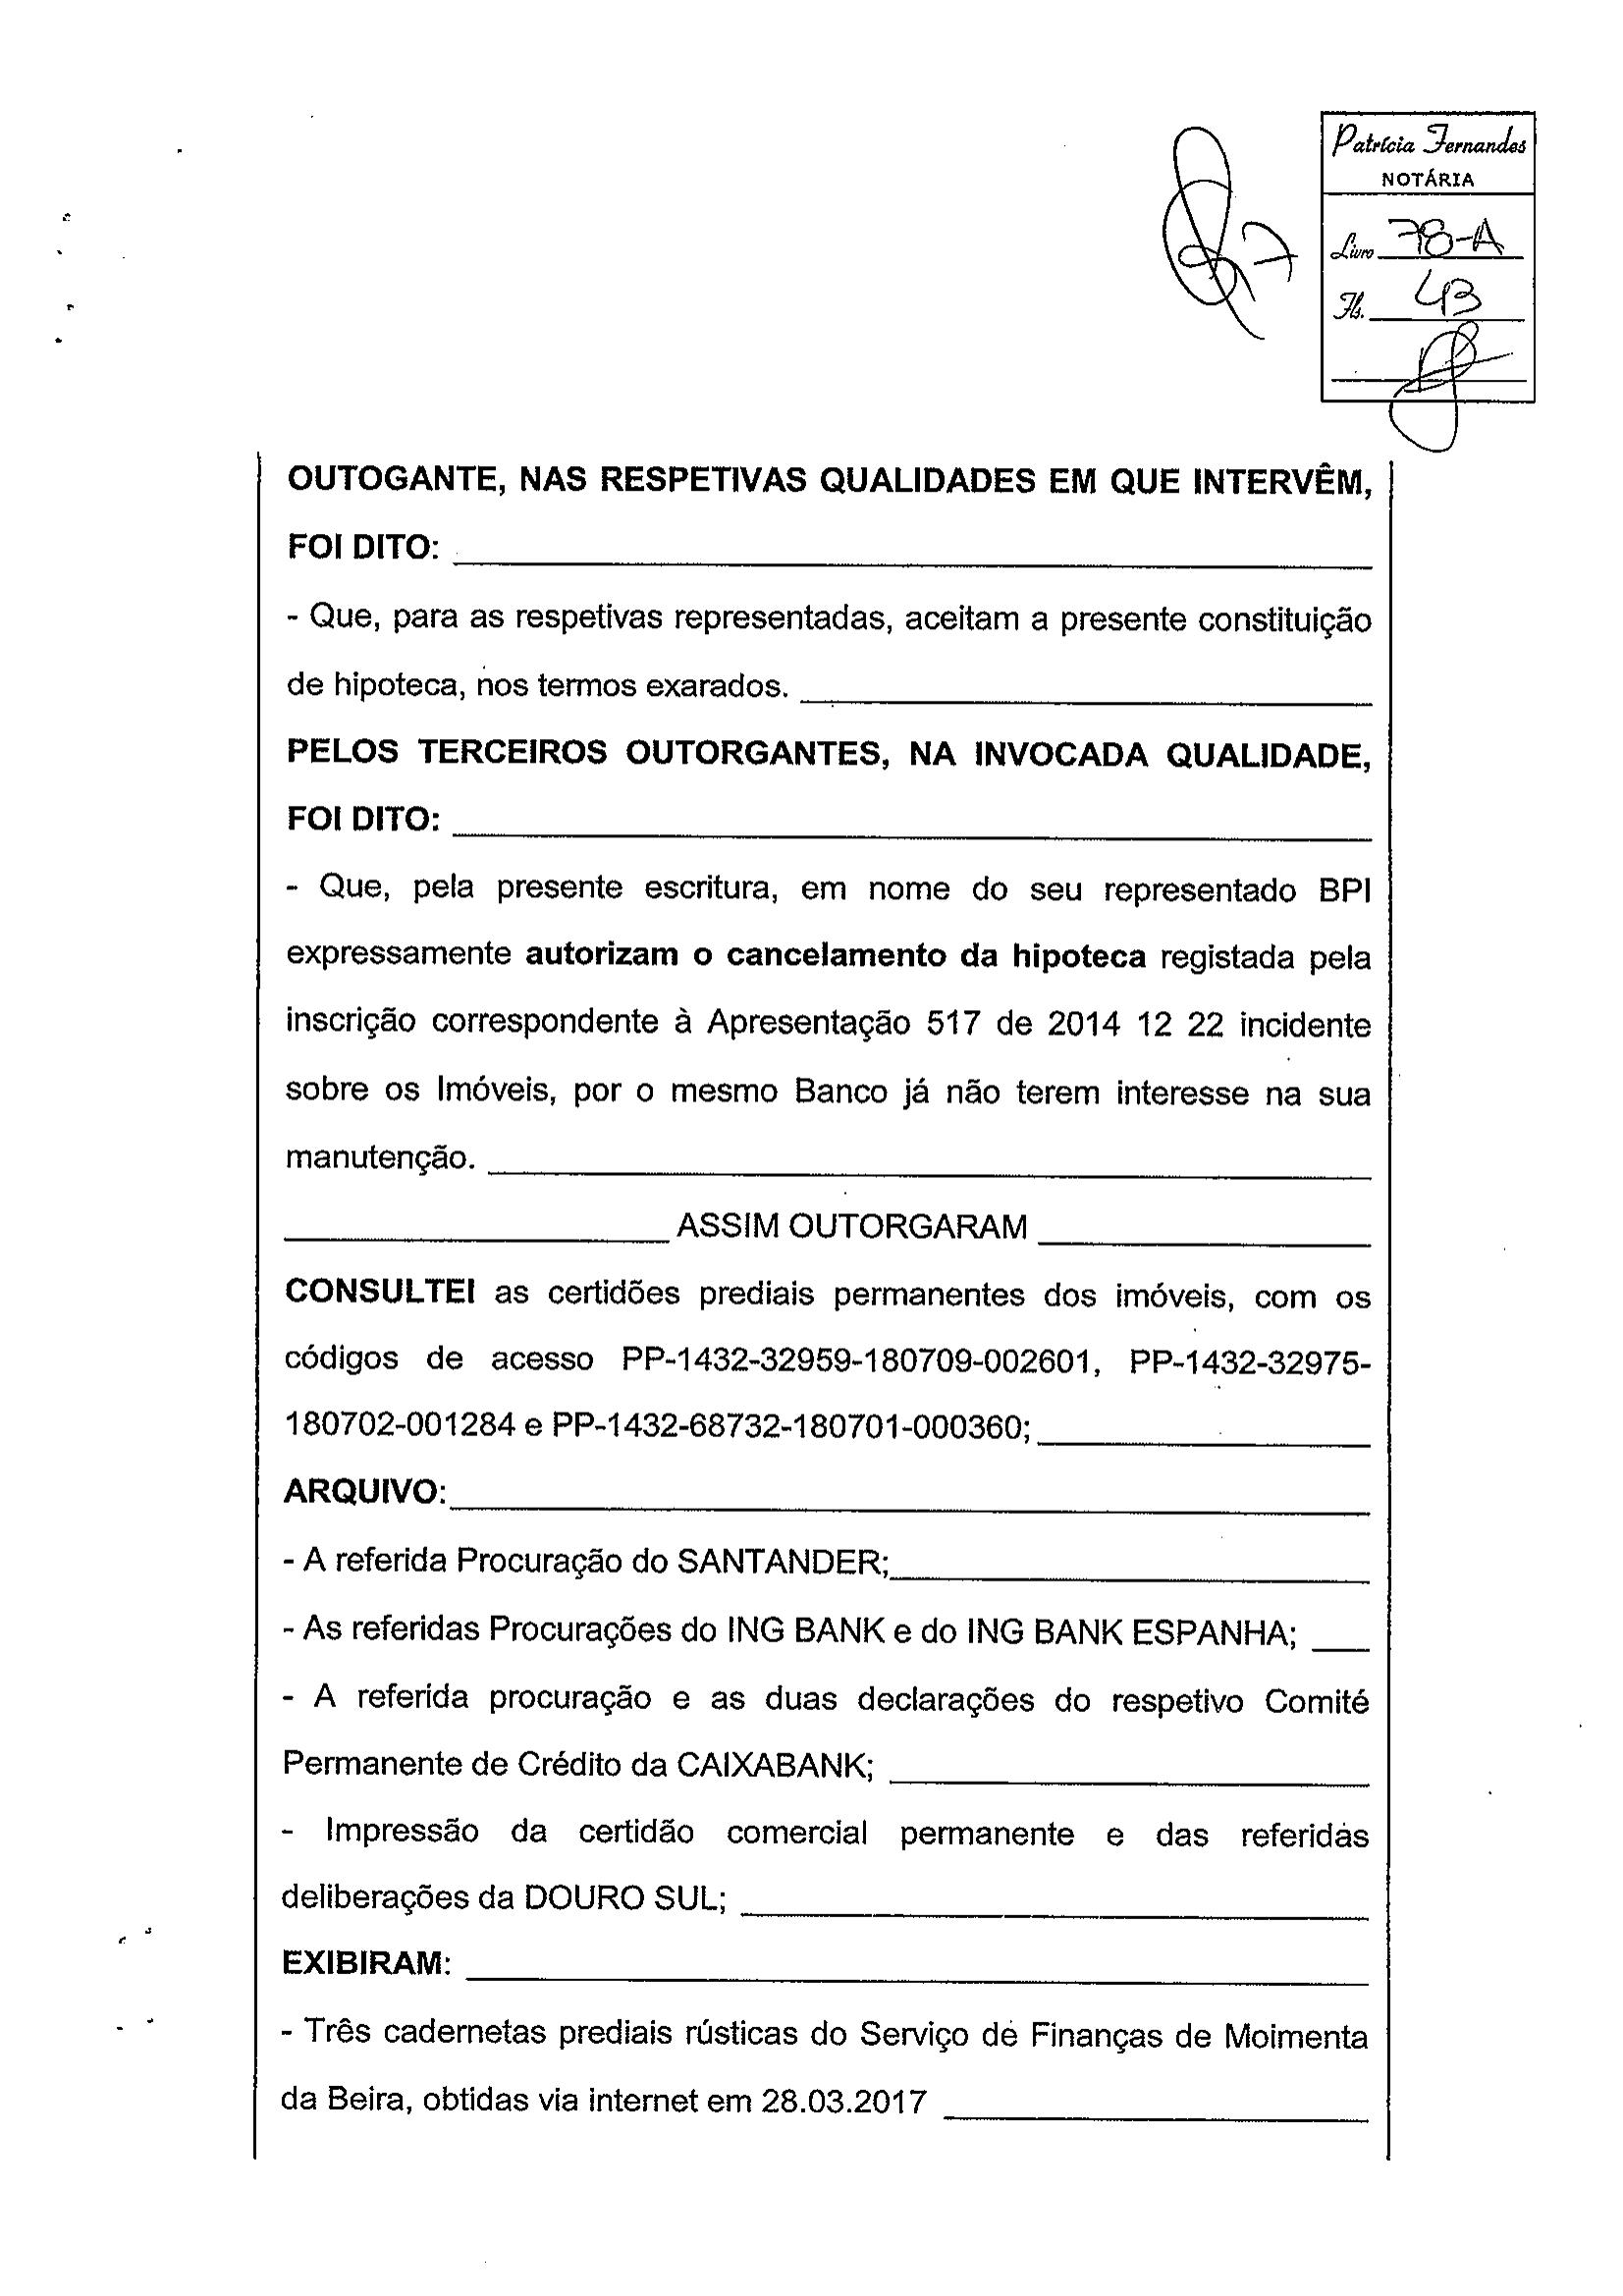 Patrícia Fernandes
NOTÁRIA
Livro 78-A
Fls. 43
OUTOGANTE, NAS RESPETIVAS QUALIDADES EM QUE INTERVÊM,
FOI DITO:
- Que, para as respetivas representadas, aceitam a presente constituição
de hipoteca, nos termos exarados.
PELOS TERCEIROS OUTORGANTES, NA INVOCADA QUALIDADE,
FOI DITO:
- Que, pela presente escritura, em nome do seu representado BPI
expressamente autorizam o cancelamento da hipoteca registada pela
inscrição correspondente à Apresentação 517 de 2014 12 22 incidente
sobre os Imóveis, por o mesmo Banco já não terem interesse na sua
manutenção.
ASSIM OUTORGARAM
CONSULTEI as certidões prediais permanentes dos imóveis, com os
códigos de acesso PP-1432-32959-180709-002601, PP-1432-32975-
180702-001284 e PP-1432-68732-180701-000360;
ARQUIVO:
- A referida Procuração do SANTANDER;
- As referidas Procurações do ING BANK e do ING BANK ESPANHA;
- A referida procuração e as duas declarações do respetivo Comité
Permanente de Crédito da CAIXABANK;
- Impressão da certidão comercial permanente e das referidas
deliberações da DOURO SUL;
EXIBIRAM:
- Três cadernetas prediais rústicas do Serviço de Finanças de Moimenta
da Beira, obtidas via internet em 28.03.2017